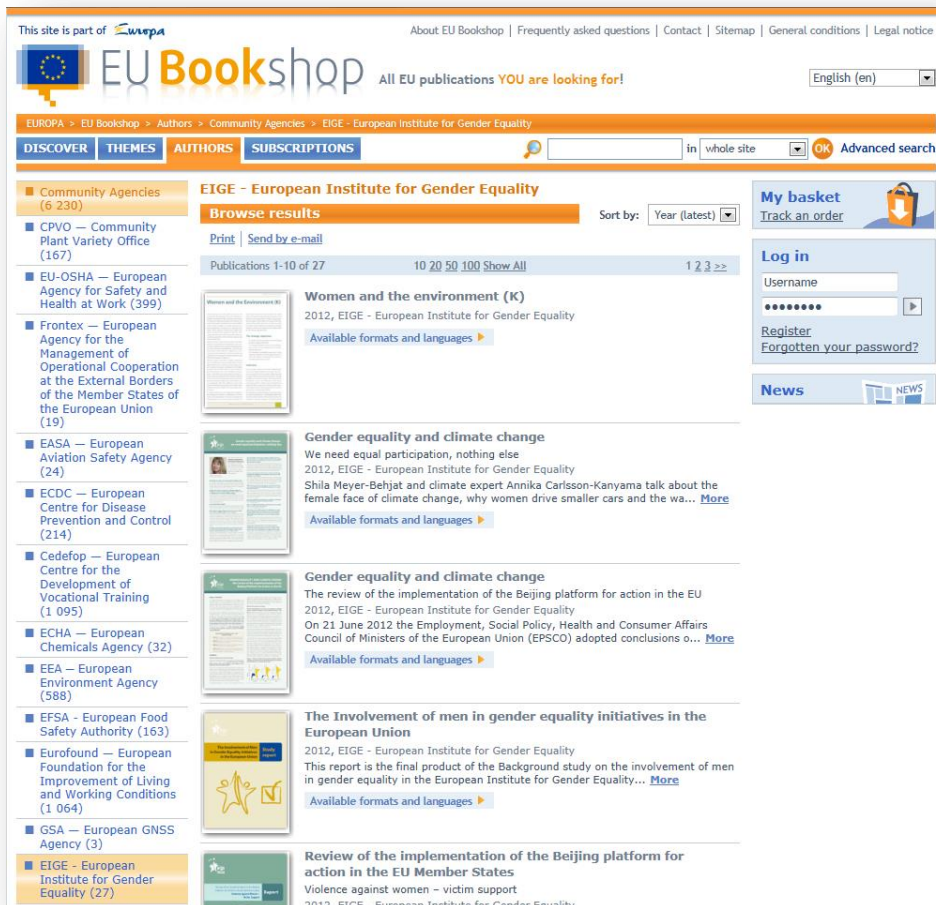 This site is part of Europa
About EU Bookshop | Frequently asked questions | Contact | Sitemap | General conditions | Legal notice
EU Bookshop
All EU publications YOU are looking for!
English (en)
EUROPA > EU Bookshop > Authors > Community Agencies > EIGE - European Institute for Gender Equality
DISCOVER THEMES AUTHORS SUBSCRIPTIONS
in whole site OK Advanced search
Community Agencies
(6 230)
CPVO — Community
Plant Variety Office
(167)
EU-OSHA — European
Agency for Safety and
Health at Work (399)
Frontex — European
Agency for the
Management of
Operational Cooperation
at the External Borders
of the Member States of
the European Union
(19)
EASA — European
Aviation Safety Agency
(24)
ECDC — European
Centre for Disease
Prevention and Control
(214)
Cedefop — European
Centre for the
Development of
Vocational Training
(1 095)
ECHA — European
Chemicals Agency (32)
EEA — European
Environment Agency
(588)
EFSA - European Food
Safety Authority (163)
Eurofound — European
Foundation for the
Improvement of Living
and Working Conditions
(1 064)
GSA — European GNSS
Agency (3)
EIGE - European
Institute for Gender
Equality (27)
EIGE - European Institute for Gender Equality
Browse results
Sort by: Year (latest)
Print | Send by e-mail
Publications 1-10 of 27 10 20 50 100 Show All 1 2 3 >>
Women and the Environment (K)
Women and the environment (K)
2012, EIGE - European Institute for Gender Equality
Available formats and languages
Gender equality and climate change
We need equal participation, nothing else
2012, EIGE - European Institute for Gender Equality
Shila Meyer-Behjat and climate expert Annika Carlsson-Kanyama talk about the
female face of climate change, why women drive smaller cars and the wa... More
Available formats and languages
Gender equality and climate change
The review of the implementation of the Beijing platform for action in the EU
2012, EIGE - European Institute for Gender Equality
On 21 June 2012 the Employment, Social Policy, Health and Consumer Affairs
Council of Ministers of the European Union (EPSCO) adopted conclusions o... More
Available formats and languages
The Involvement of men in gender equality initiatives in the
European Union
2012, EIGE - European Institute for Gender Equality
This report is the final product of the Background study on the involvement of men
in gender equality in the European Institute for Gender Equality... More
Available formats and languages
Review of the implementation of the Beijing platform for
action in the EU Member States
Violence against women – victim support
2012, EIGE - European Institute for Gender Equality
My basket
Track an order
Log in
Username
Register
Forgotten your password?
News
NEWS